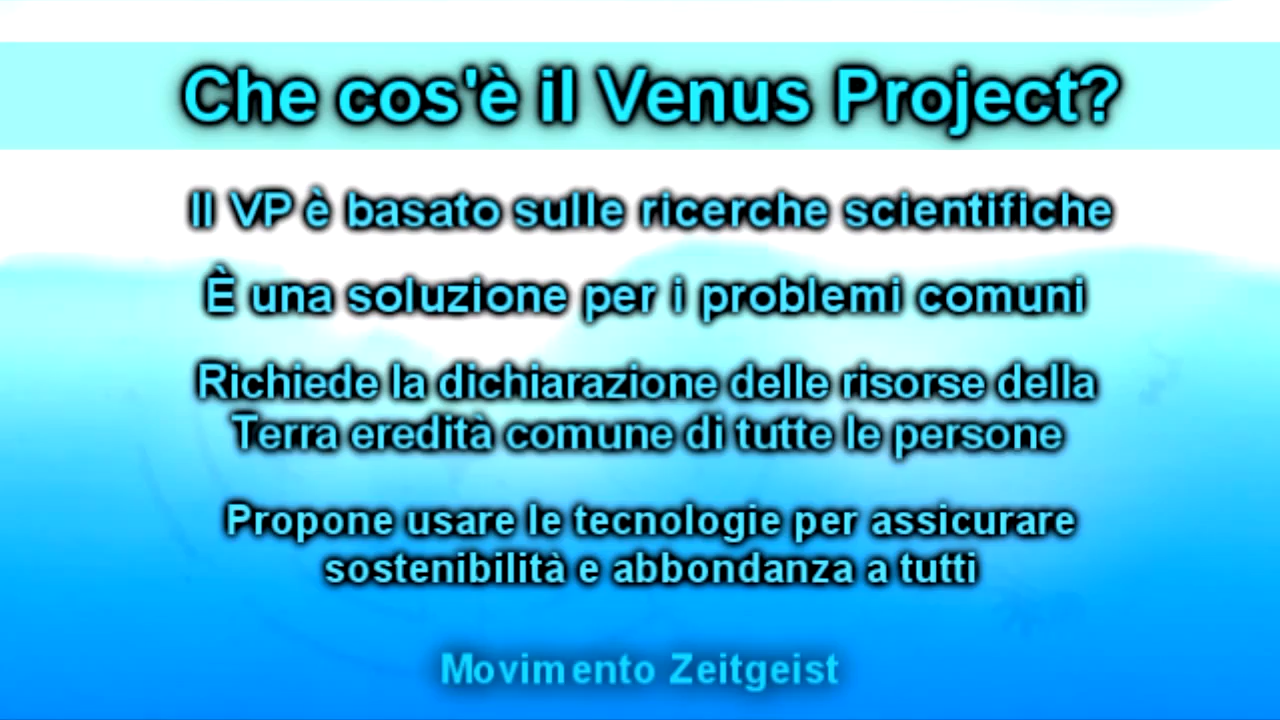 Che cos'è il Venus Project?
Il VP è basato sulle ricerche scientifiche
È una soluzione per i problemi comuni
Richiede la dichiarazione delle risorse della
Terra eredità comune di tutte le persone
Propone usare le tecnologie per assicurare
sostenibilità e abbondanza a tutti
Movimento Zeitgeist